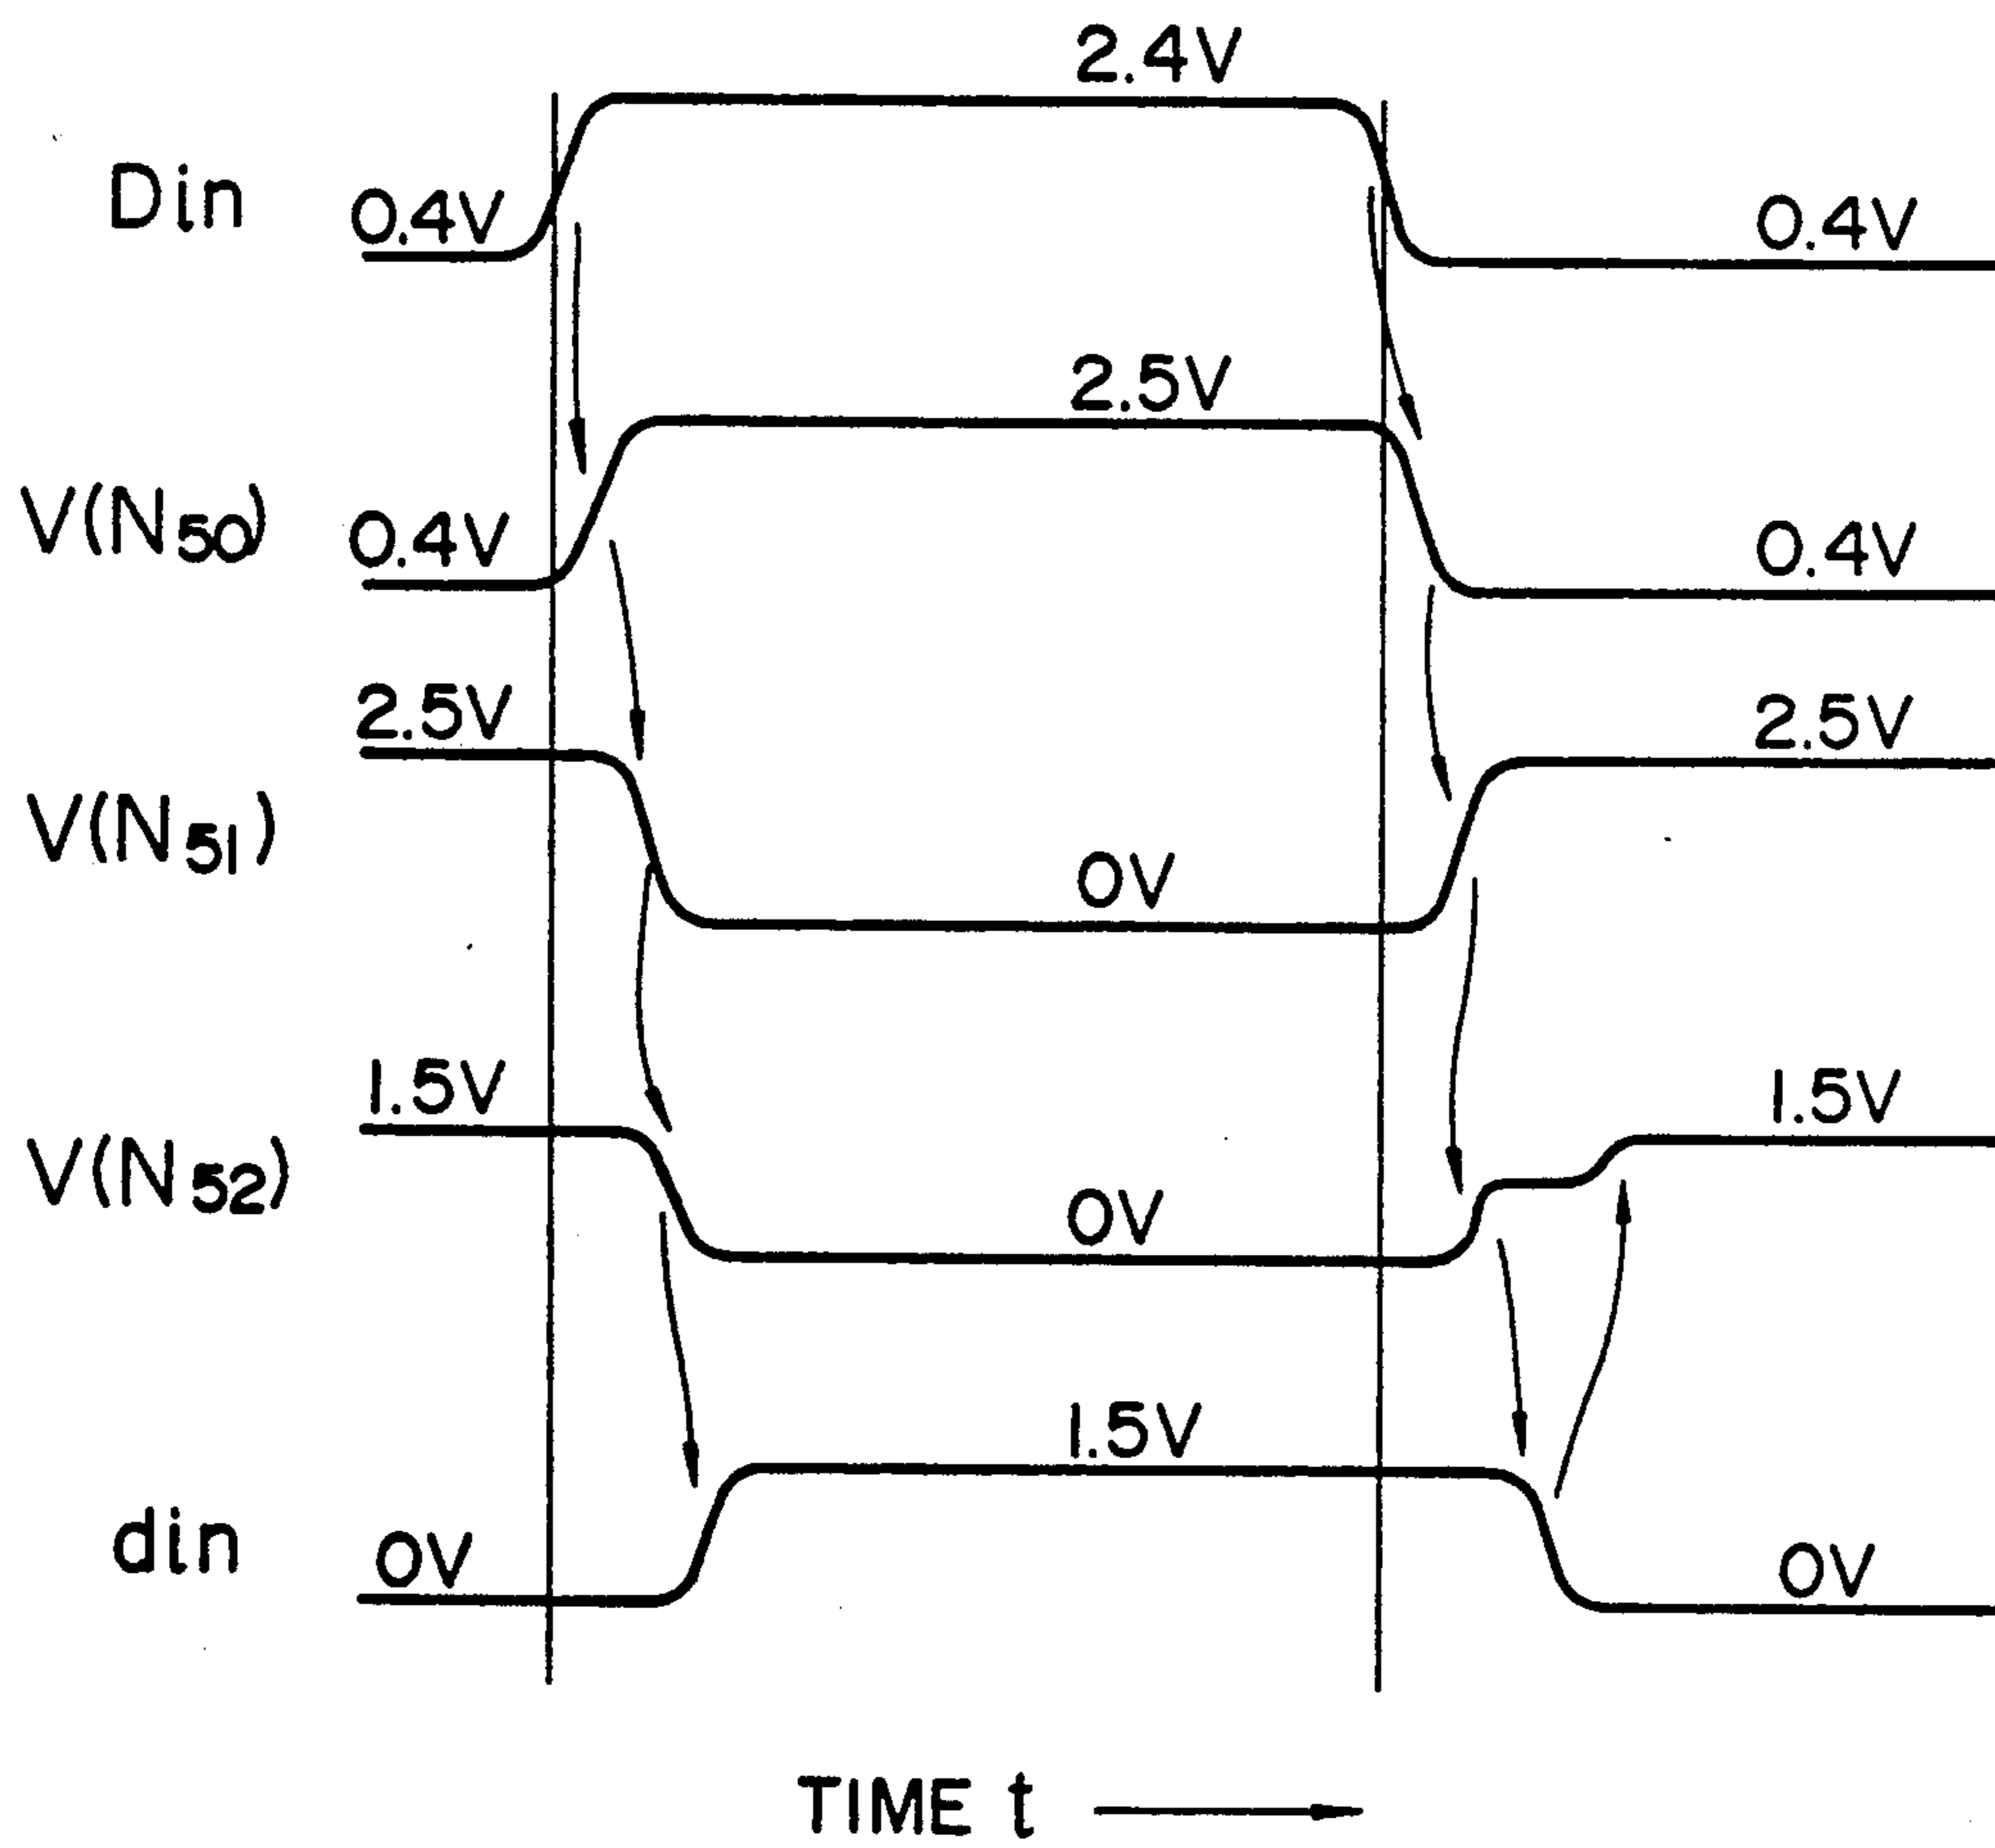 2.4V
Din 0.4V 0.4V
2.5V
V(N50) 0.4V 0.4V
2.5V 2.5V
V(N51)
0V
1.5V 1.5V
V(N52)
0V
1.5V
din 0V 0V
TIME t